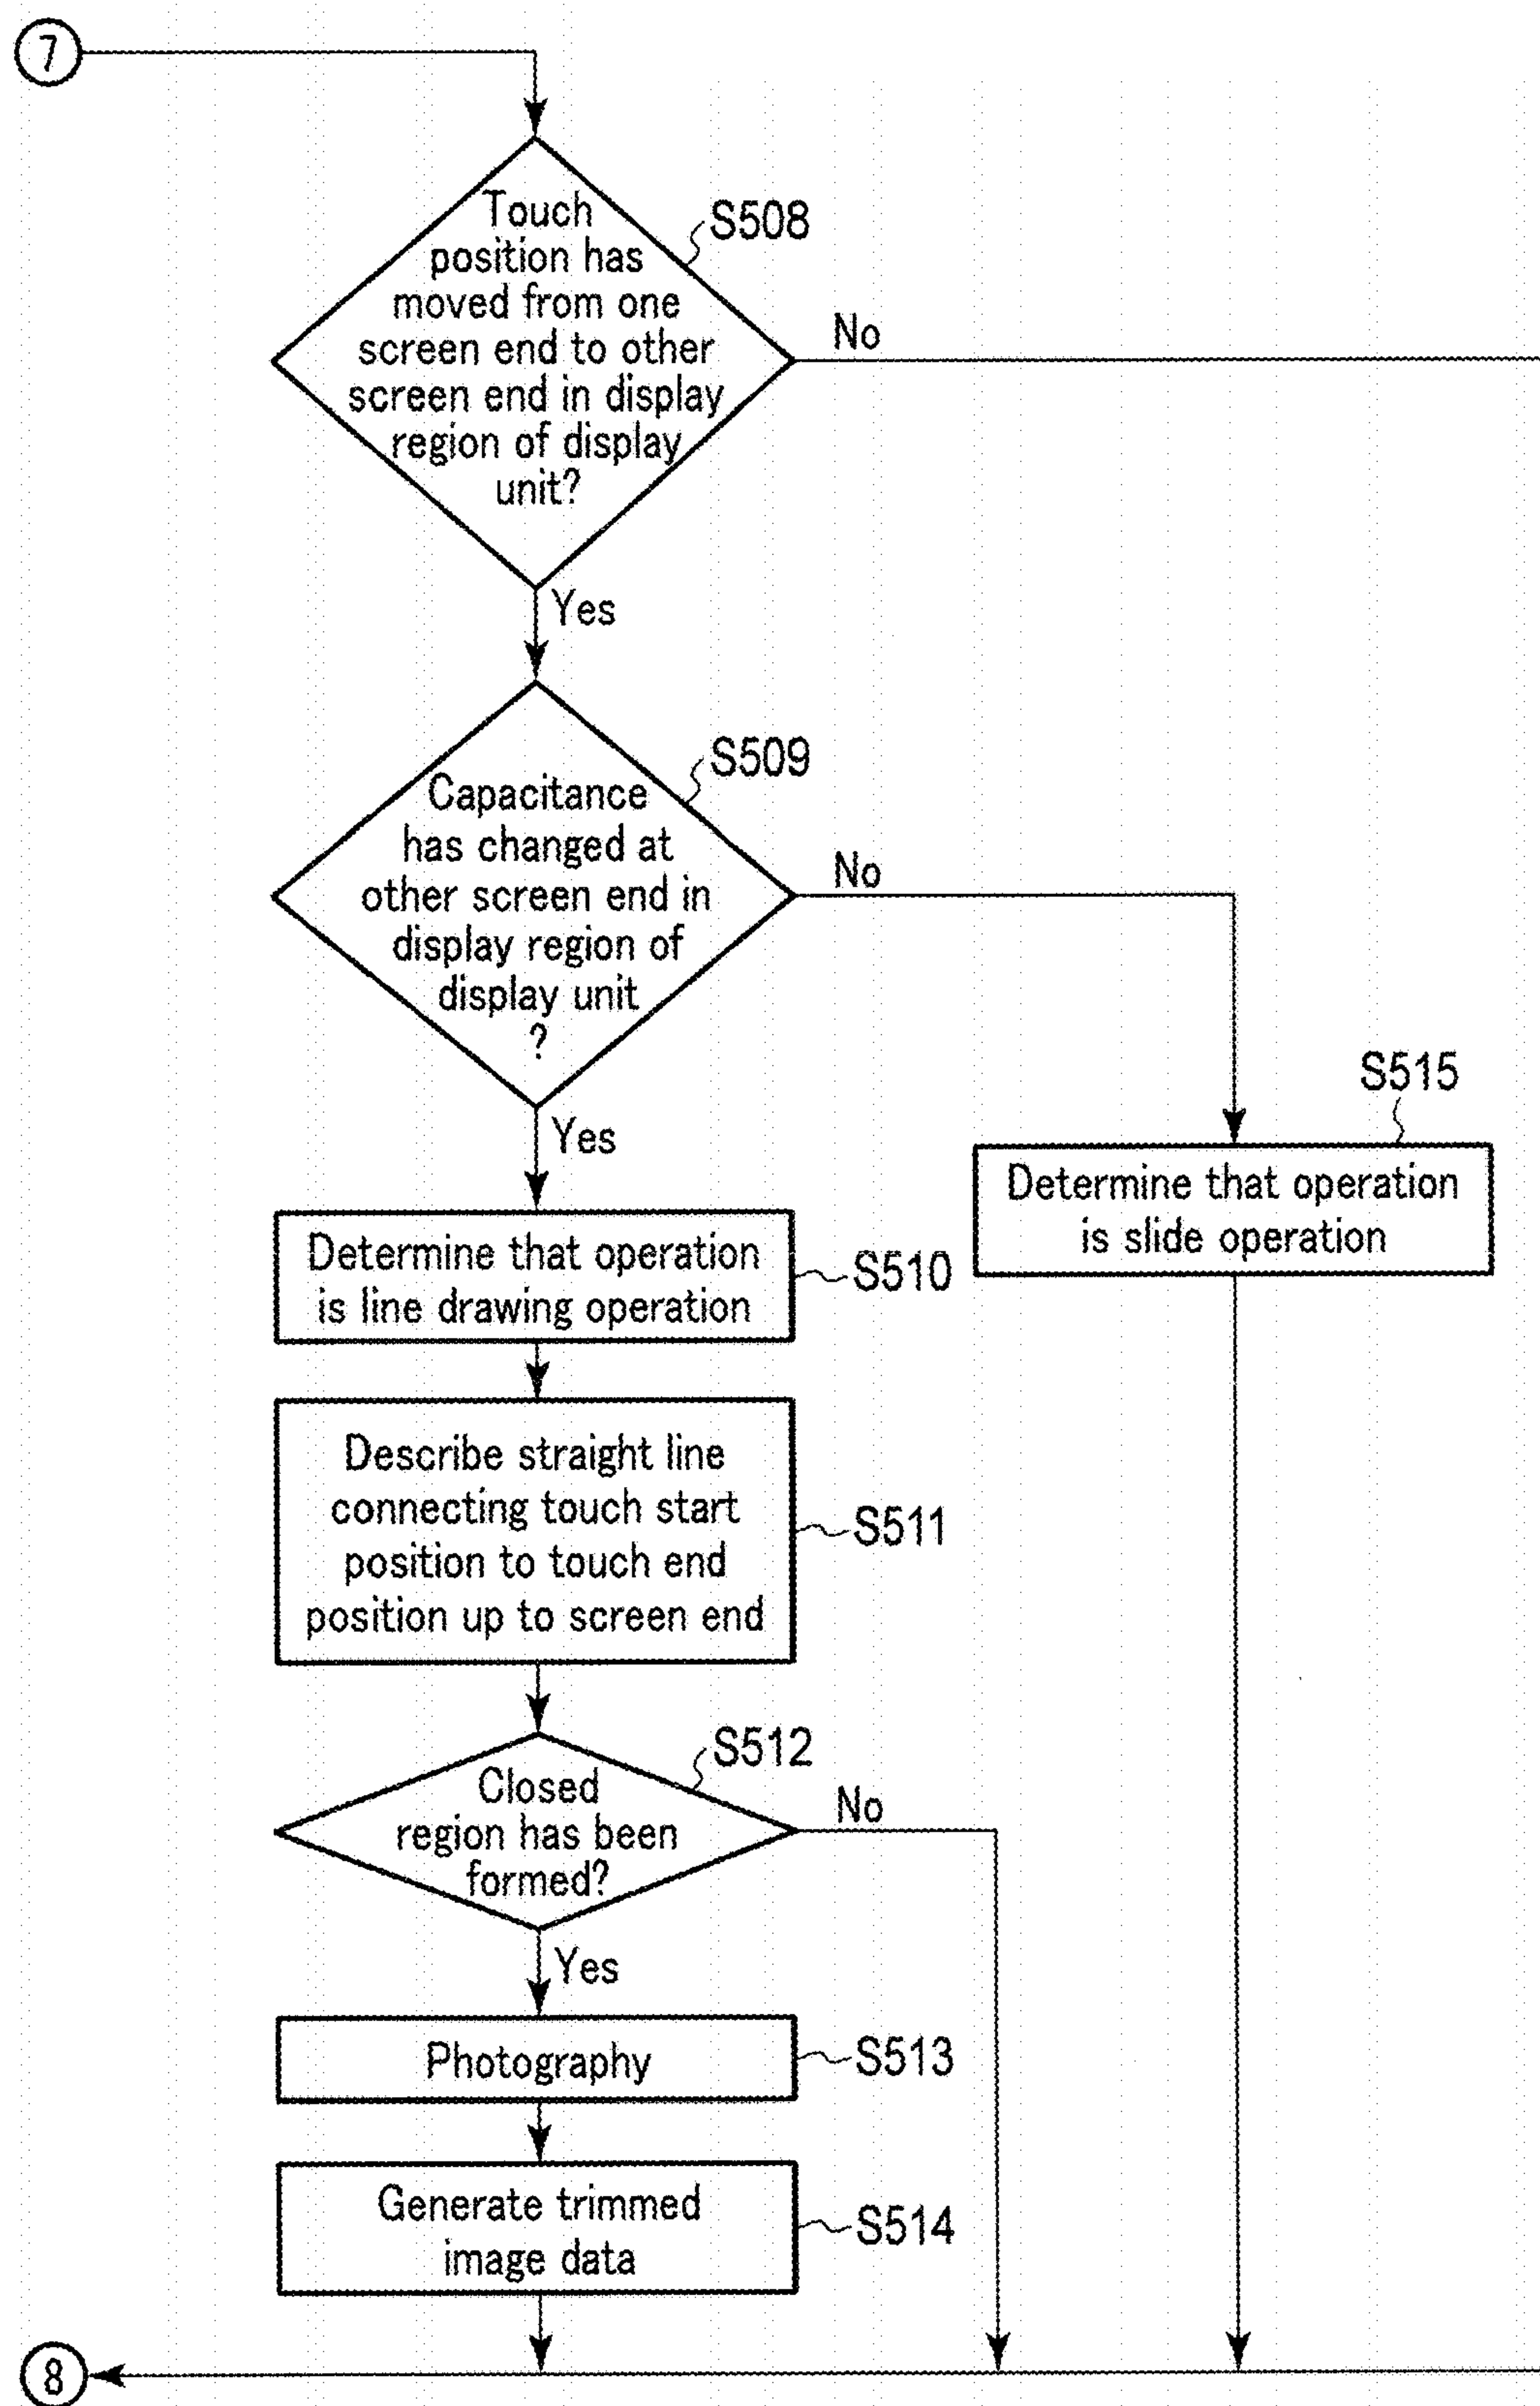 7
Touch
position has
moved from one
screen end to other
screen end in display
region of display
unit?
S508
No
Yes
Capacitance
has changed at
other screen end in
display region of
display unit
?
S509
No
Yes
S515
Determine that operation
is slide operation
Determine that operation
is line drawing operation
S510
Describe straight line
connecting touch start
position to touch end
position up to screen end
S511
Closed
region has been
formed?
S512
No
Yes
Photography
S513
Generate trimmed
image data
S514
8